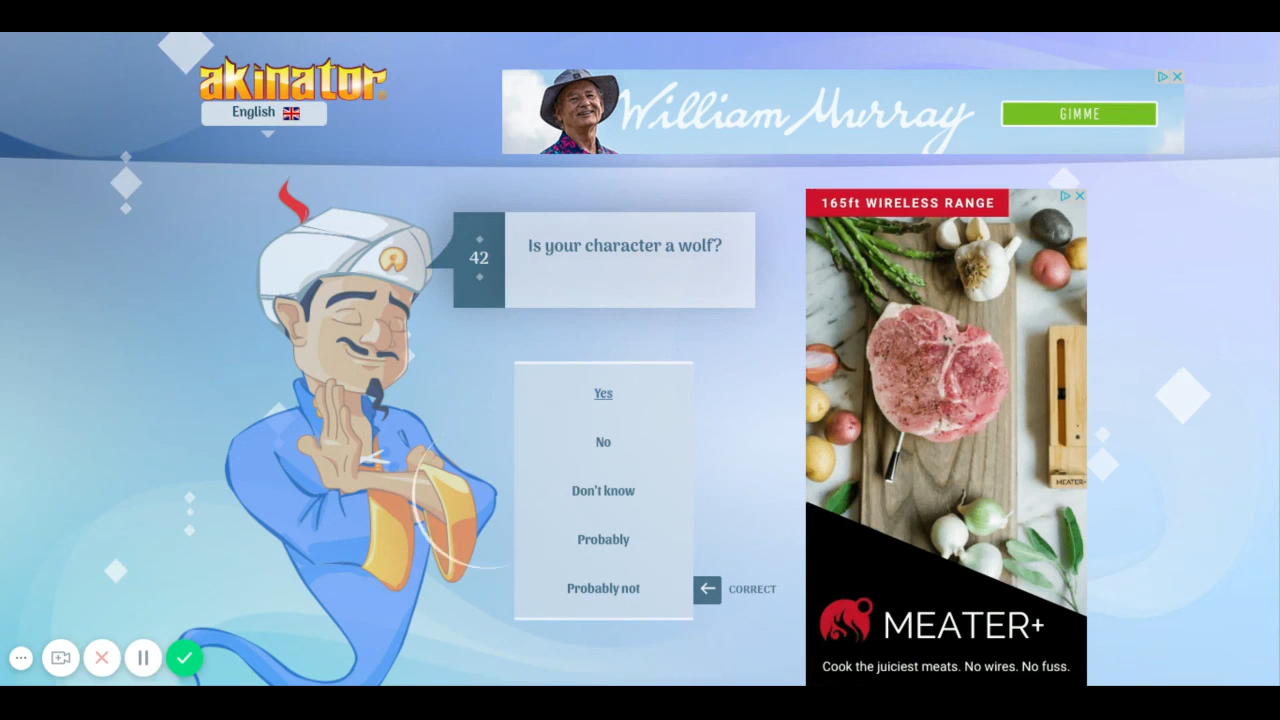 akinator
English
William Murray
GIMME
165ft WIRELESS RANGE
42
Is your character a wolf?
Yes
No
Don't know
Probably
Probably not
CORRECT
MEATER+
MEATER+
Cook the juiciest meats. No wires. No fuss.